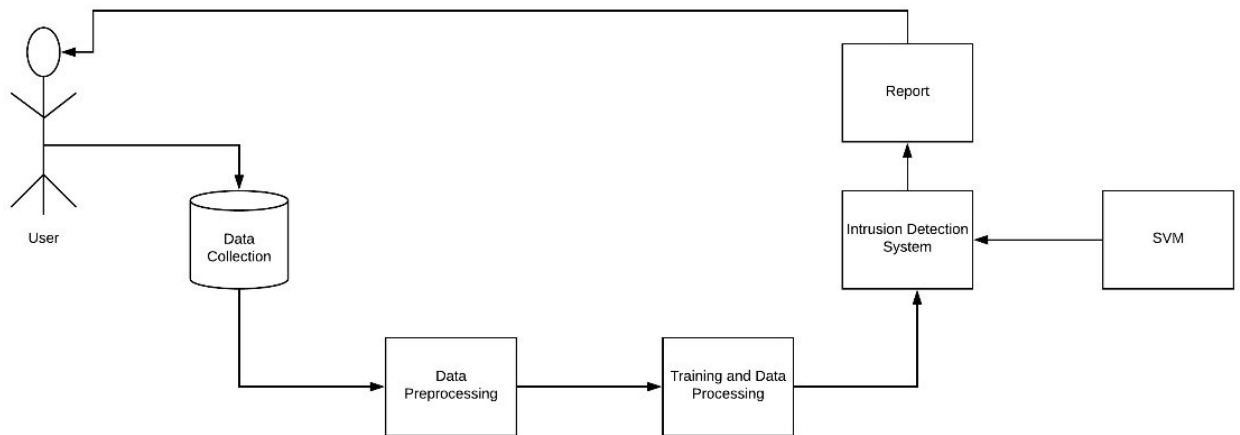 Report
Intrusion Detection
System
SVM
User
Data
Collection
Data
Preprocessing
Training and Data
Processing